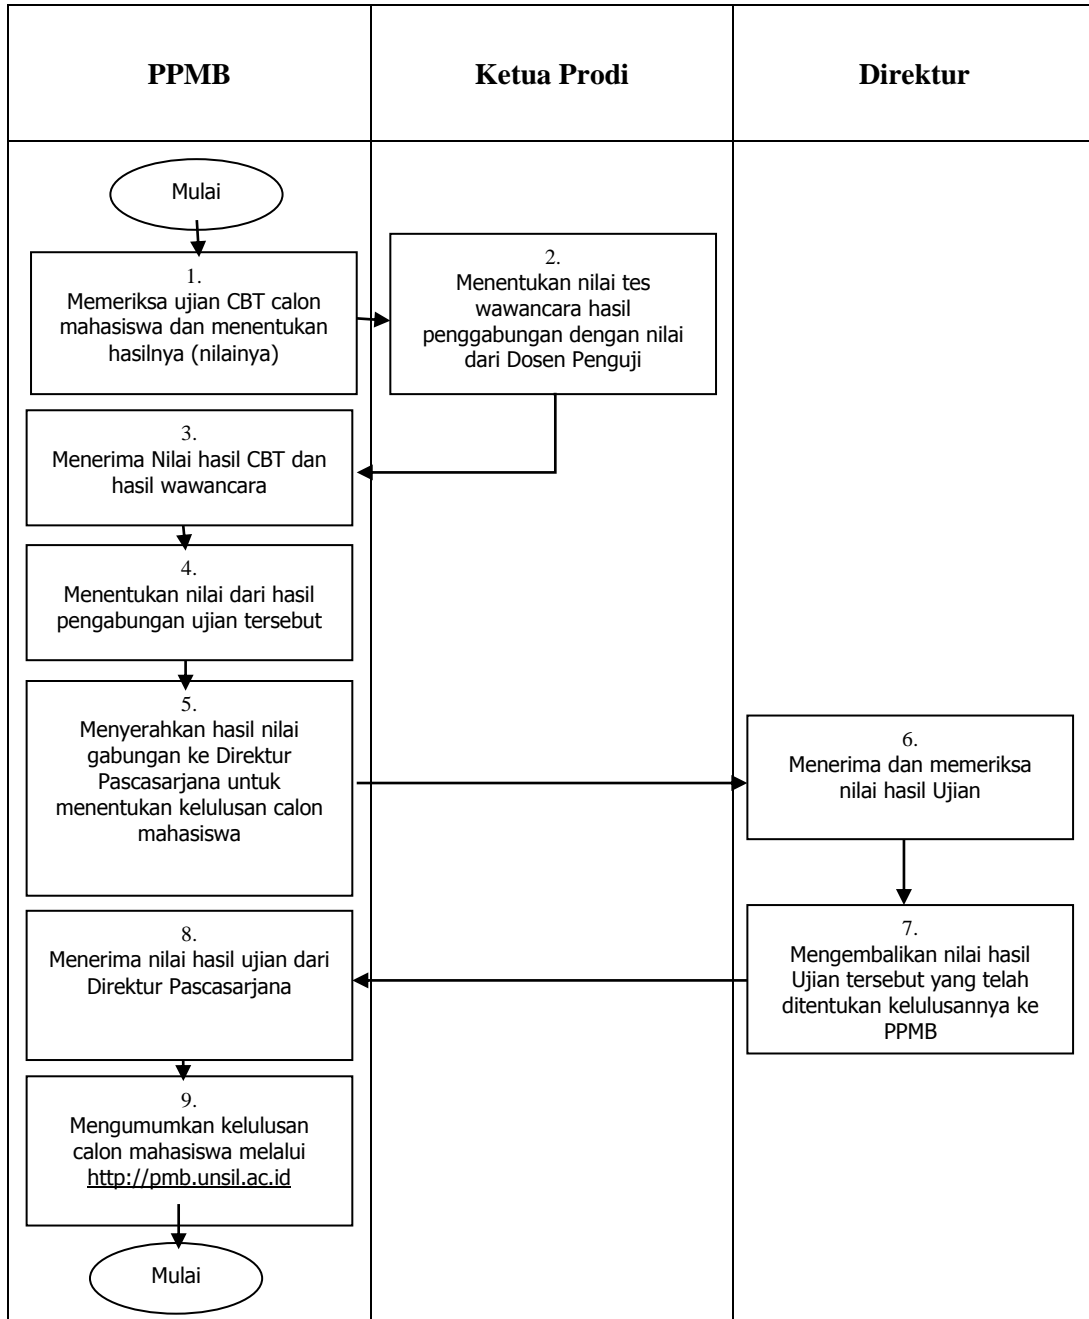 PPMB
Ketua Prodi
Direktur
Mulai
1.
Memeriksa ujian CBT calon
mahasiswa dan menentukan
hasilnya (nilainya)
2.
Menentukan nilai tes
wawancara hasil
penggabungan dengan nilai
dari Dosen Penguji
3.
Menerima Nilai hasil CBT dan
hasil wawancara
4.
Menentukan nilai dari hasil
pengabungan ujian tersebut
5.
Menyerahkan hasil nilai
gabungan ke Direktur
Pascasarjana untuk
menentukan kelulusan calon
mahasiswa
6.
Menerima dan memeriksa
nilai hasil Ujian
7.
Mengembalikan nilai hasil
Ujian tersebut yang telah
ditentukan kelulusannya ke
PPMB
8.
Menerima nilai hasil ujian dari
Direktur Pascasarjana
9.
Mengumumkan kelulusan
calon mahasiswa melalui
http://pmb.unsil.ac.id
Mulai